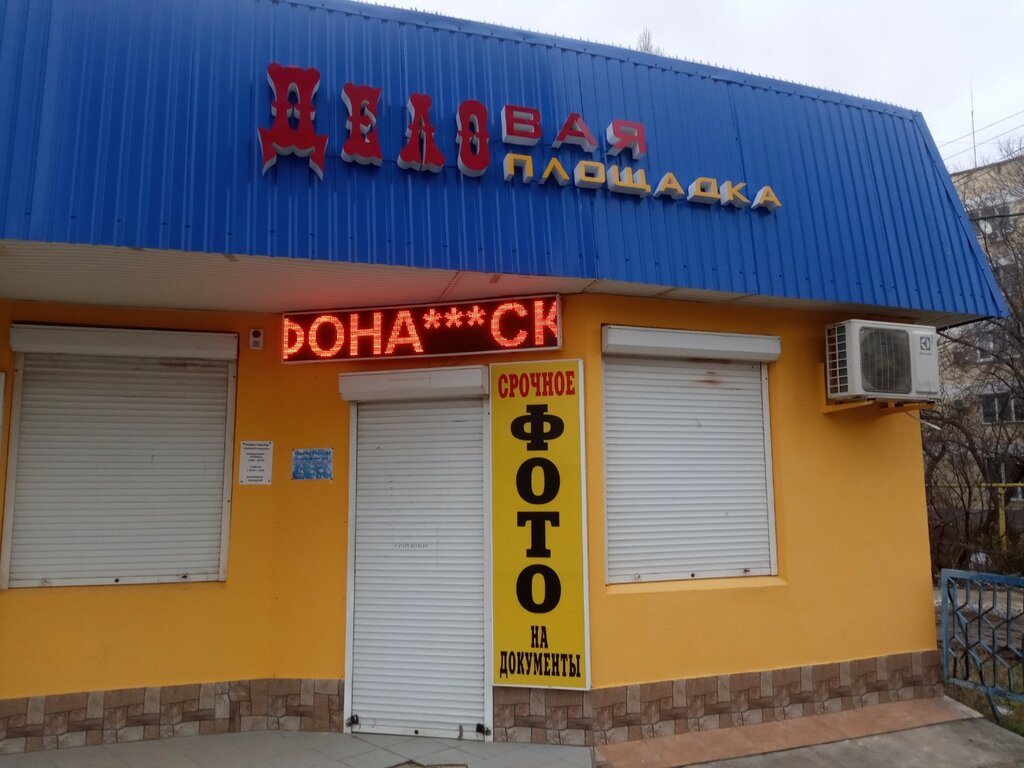 ДЕЛОВАЯ
ПЛОЩАДКА
ФОНА***СК
СРОЧНОЕ
ФОТО
НА
ДОКУМЕНТЫ